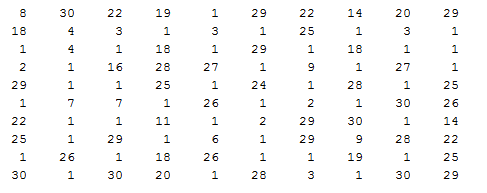 8 30 22 19 1 29 22 14 20 29
18 4 3 1 3 1 25 1 3 1
1 4 1 18 1 29 1 18 1 1
2 1 16 28 27 1 9 1 27 1
29 1 1 25 1 24 1 28 1 25
1 7 7 1 26 1 2 1 30 26
22 1 1 11 1 2 29 30 1 14
25 1 29 1 6 1 29 9 28 22
1 26 1 18 26 1 1 19 1 25
30 1 30 20 1 28 3 1 30 29